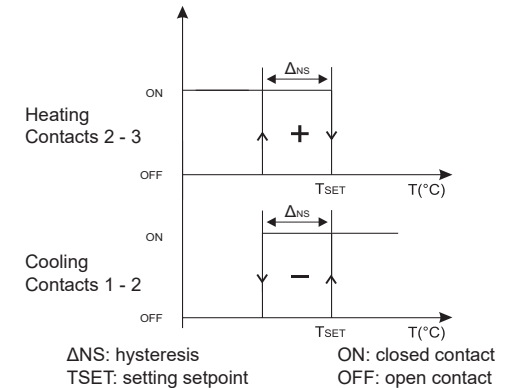 ΔNS
ON
Heating
Contacts 2 - 3
+
OFF
TSET T(°C)
ΔNS
ON
Cooling
Contacts 1 - 2
−
OFF
TSET T(°C)
ΔNS: hysteresis ON: closed contact
TSET: setting setpoint OFF: open contact